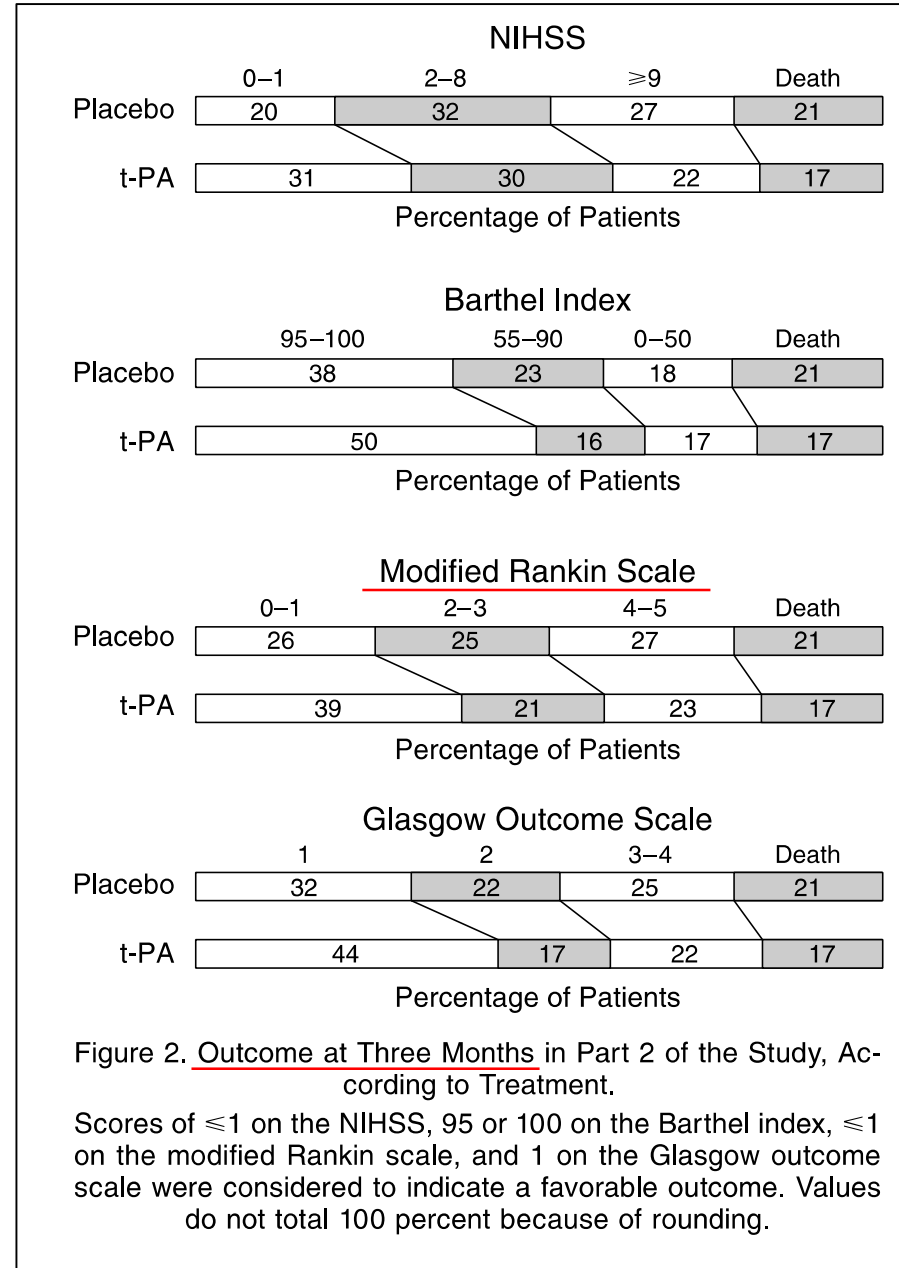 NIHSS
0–1 2–8 ⩾9 Death
Placebo 20 32 27 21
t-PA 31 30 22 17
Percentage of Patients
Barthel Index
95–100 55–90 0–50 Death
Placebo 38 23 18 21
t-PA 50 16 17 17
Percentage of Patients
Modified Rankin Scale
0–1 2–3 4–5 Death
Placebo 26 25 27 21
t-PA 39 21 23 17
Percentage of Patients
Glasgow Outcome Scale
1 2 3–4 Death
Placebo 32 22 25 21
t-PA 44 17 22 17
Percentage of Patients
Figure 2. Outcome at Three Months in Part 2 of the Study, Ac-
cording to Treatment.
Scores of ⩽1 on the NIHSS, 95 or 100 on the Barthel index, ⩽1
on the modified Rankin scale, and 1 on the Glasgow outcome
scale were considered to indicate a favorable outcome. Values
do not total 100 percent because of rounding.